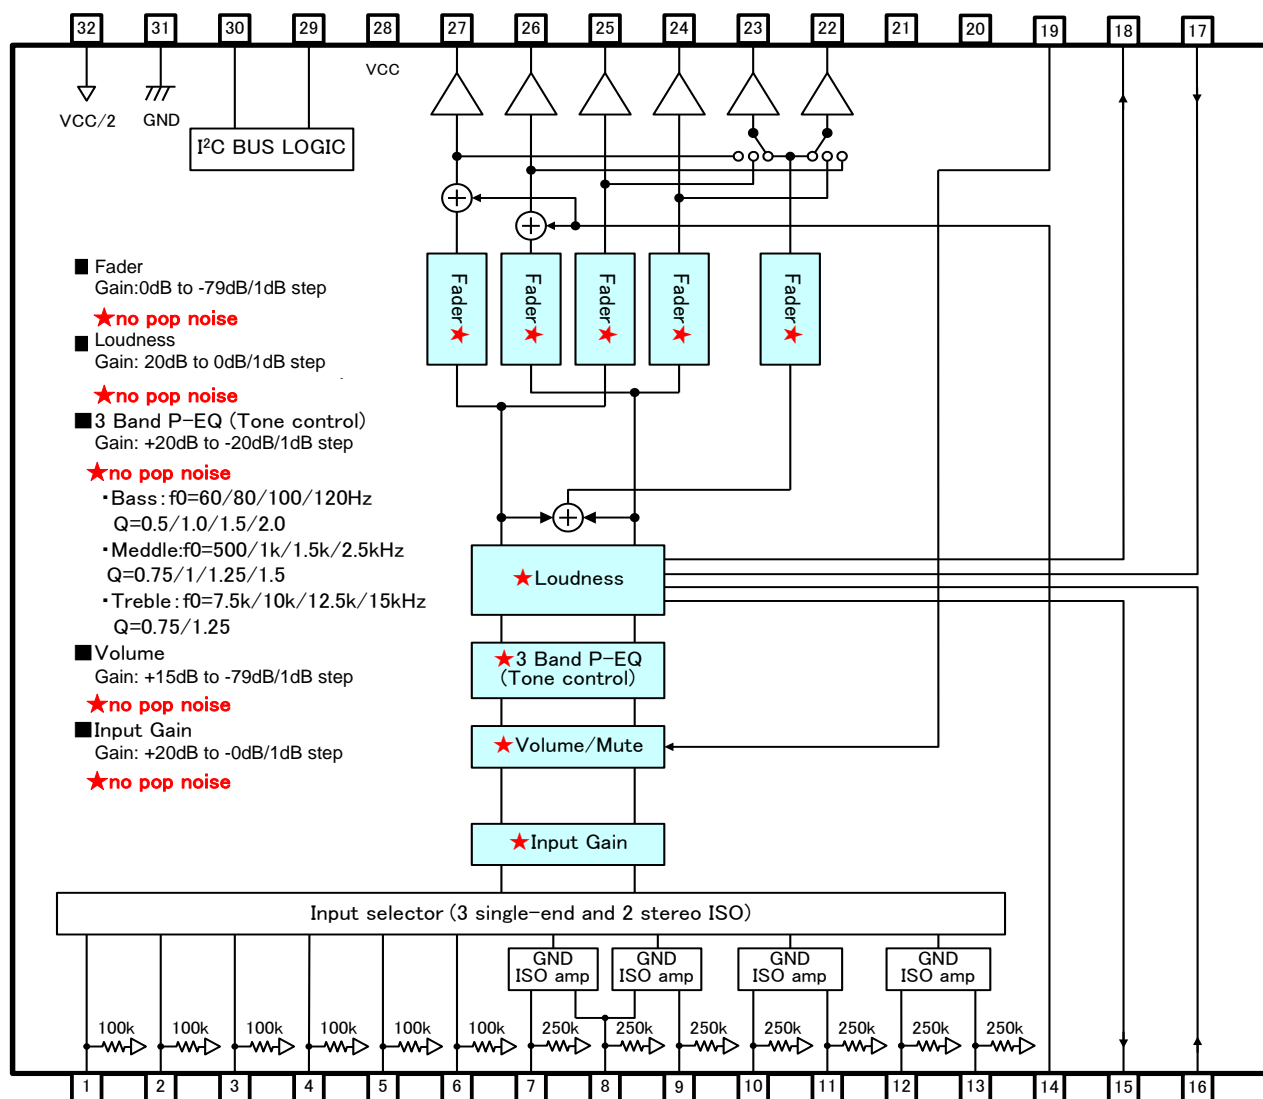 32 31 30 29 28 27 26 25 24 23 22 21 20 19 18 17
VCC
VCC/2 GND
I²C BUS LOGIC
■ Fader
Gain:0dB to -79dB/1dB step
★no pop noise
■ Loudness
Gain: 20dB to 0dB/1dB step
★no pop noise
■3 Band P-EQ (Tone control)
Gain: +20dB to -20dB/1dB step
★no pop noise
・Bass:f0=60/80/100/120Hz
Q=0.5/1.0/1.5/2.0
・Meddle:f0=500/1k/1.5k/2.5kHz
Q=0.75/1/1.25/1.5
・Treble:f0=7.5k/10k/12.5k/15kHz
Q=0.75/1.25
■Volume
Gain: +15dB to -79dB/1dB step
★no pop noise
■Input Gain
Gain: +20dB to -0dB/1dB step
★no pop noise
Fader★
Fader★
Fader★
Fader★
Fader★
★Loudness
★3 Band P-EQ
(Tone control)
★Volume/Mute
★Input Gain
Input selector (3 single-end and 2 stereo ISO)
GND
ISO amp
GND
ISO amp
GND
ISO amp
GND
ISO amp
100k 100k 100k 100k 100k 100k 250k 250k 250k 250k 250k 250k 250k
1 2 3 4 5 6 7 8 9 10 11 12 13 14 15 16